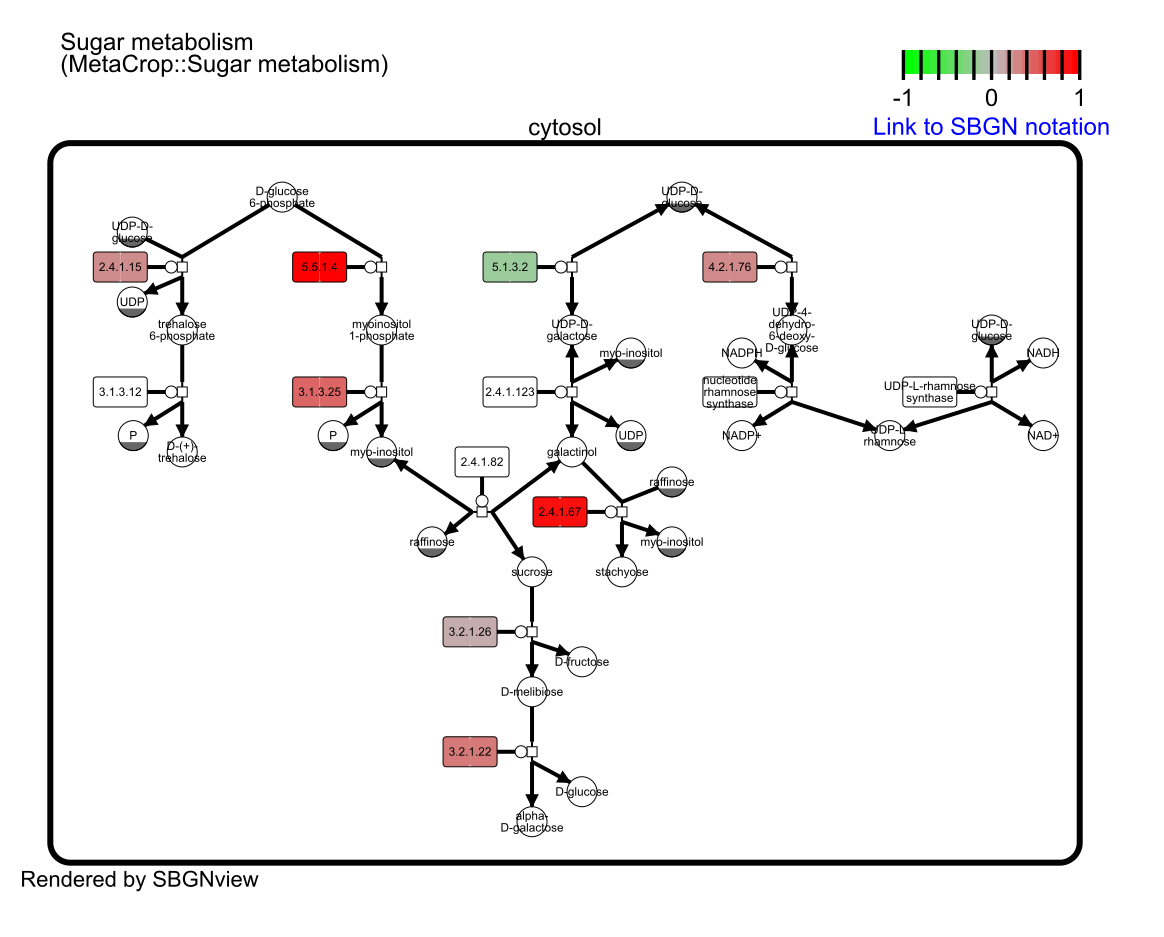 Sugar metabolism
(MetaCrop::Sugar metabolism)
-1
0
1
Link to SBGN notation
cytosol
D-glucose
6-phosphate
UDP-D-
glucose
UDP-D-
glucose
2.4.1.15
5.5.1.4
5.1.3.2
4.2.1.76
UDP
trehalose
6-phosphate
myoinositol
1-phosphate
UDP-D-
galactose
UDP-4-
dehydro-
6-deoxy-
D-glucose
UDP-D-
glucose
myo-inositol
NADPH
NADH
3.1.3.12
3.1.3.25
2.4.1.123
nucleotide
rhamnose
synthase
UDP-L-rhamnose
synthase
P
D-(+)-
trehalose
P
myo-inositol
galactinol
UDP
NADP+
UDP-L-
rhamnose
NAD+
2.4.1.82
raffinose
2.4.1.67
raffinose
myo-inositol
sucrose
stachyose
3.2.1.26
D-fructose
D-melibiose
3.2.1.22
D-glucose
alpha-
D-galactose
Rendered by SBGNview